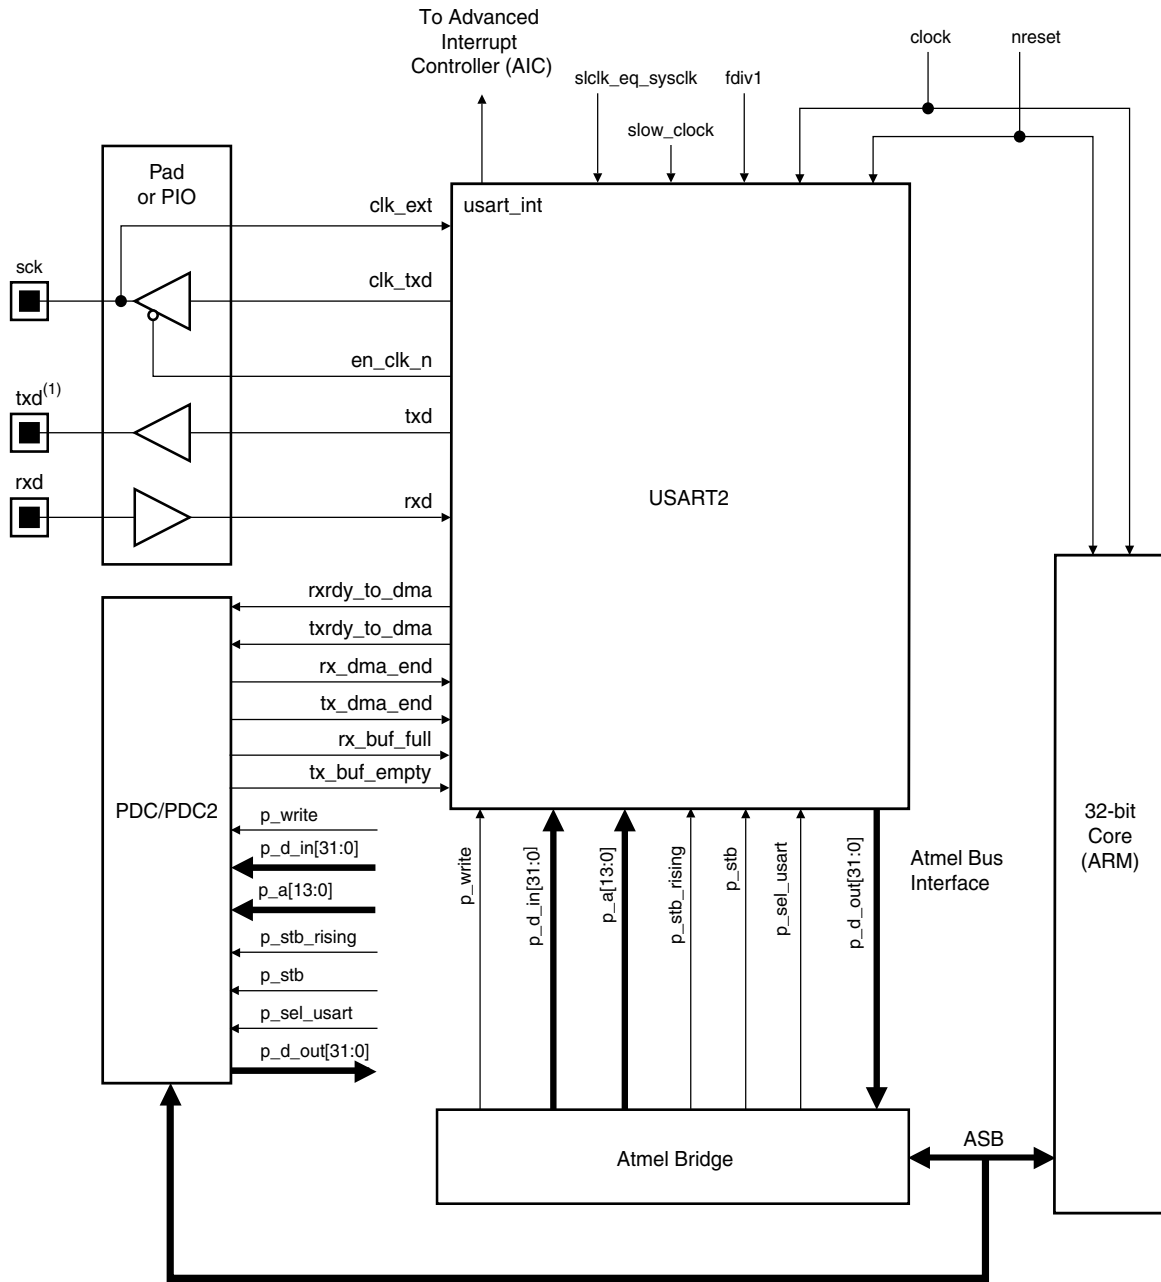 To Advanced
Interrupt
Controller (AIC)
clock
nreset
slclk_eq_sysclk
fdiv1
slow_clock
Pad
or PIO
clk_ext
usart_int
sck
clk_txd
en_clk_n
txd(1)
txd
rxd
rxd
USART2
rxrdy_to_dma
txrdy_to_dma
rx_dma_end
tx_dma_end
rx_buf_full
tx_buf_empty
PDC/PDC2
p_write
p_d_in[31:0]
p_a[13:0]
p_stb_rising
p_stb
p_sel_usart
p_d_out[31:0]
p_write
p_d_in[31:0]
p_a[13:0]
p_stb_rising
p_stb
p_sel_usart
p_d_out[31:0]
Atmel Bus
Interface
32-bit
Core
(ARM)
Atmel Bridge
ASB